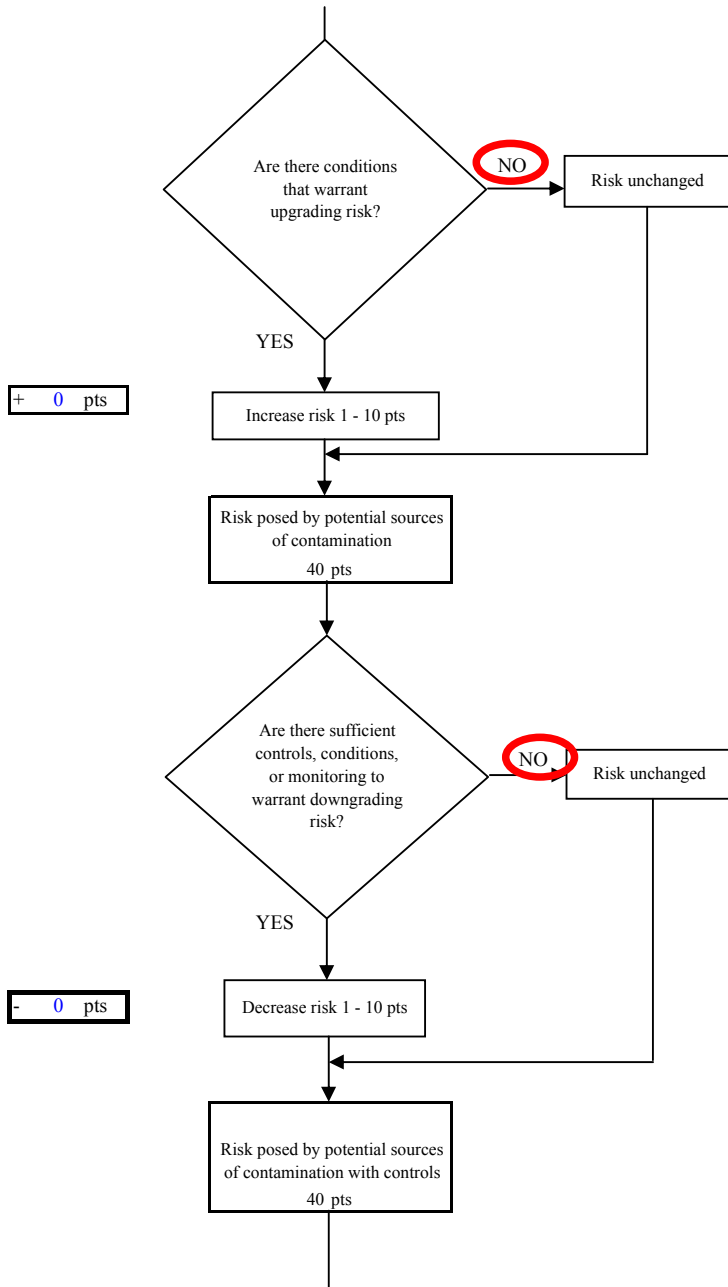 Are there conditions
that warrant
upgrading risk?
NO
Risk unchanged
YES
+ 0 pts
Increase risk 1 - 10 pts
Risk posed by potential sources
of contamination
40 pts
Are there sufficient
controls, conditions,
or monitoring to
warrant downgrading
risk?
NO
Risk unchanged
YES
- 0 pts
Decrease risk 1 - 10 pts
Risk posed by potential sources
of contamination with controls
40 pts